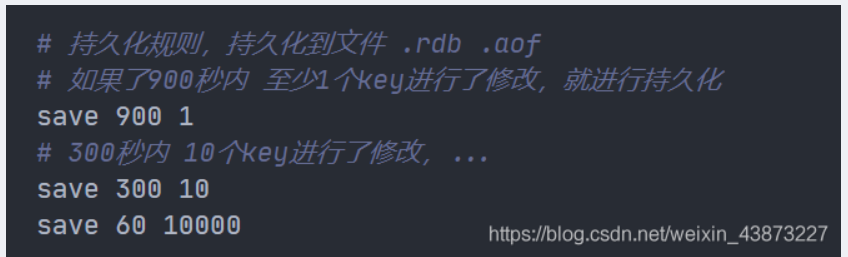 # 持久化规则，持久化到文件 .rdb .aof
# 如果了900秒内 至少1个key进行了修改，就进行持久化
save 900 1
# 300秒内 10个key进行了修改，...
save 300 10
save 60 10000
https://blog.csdn.net/weixin_43873227